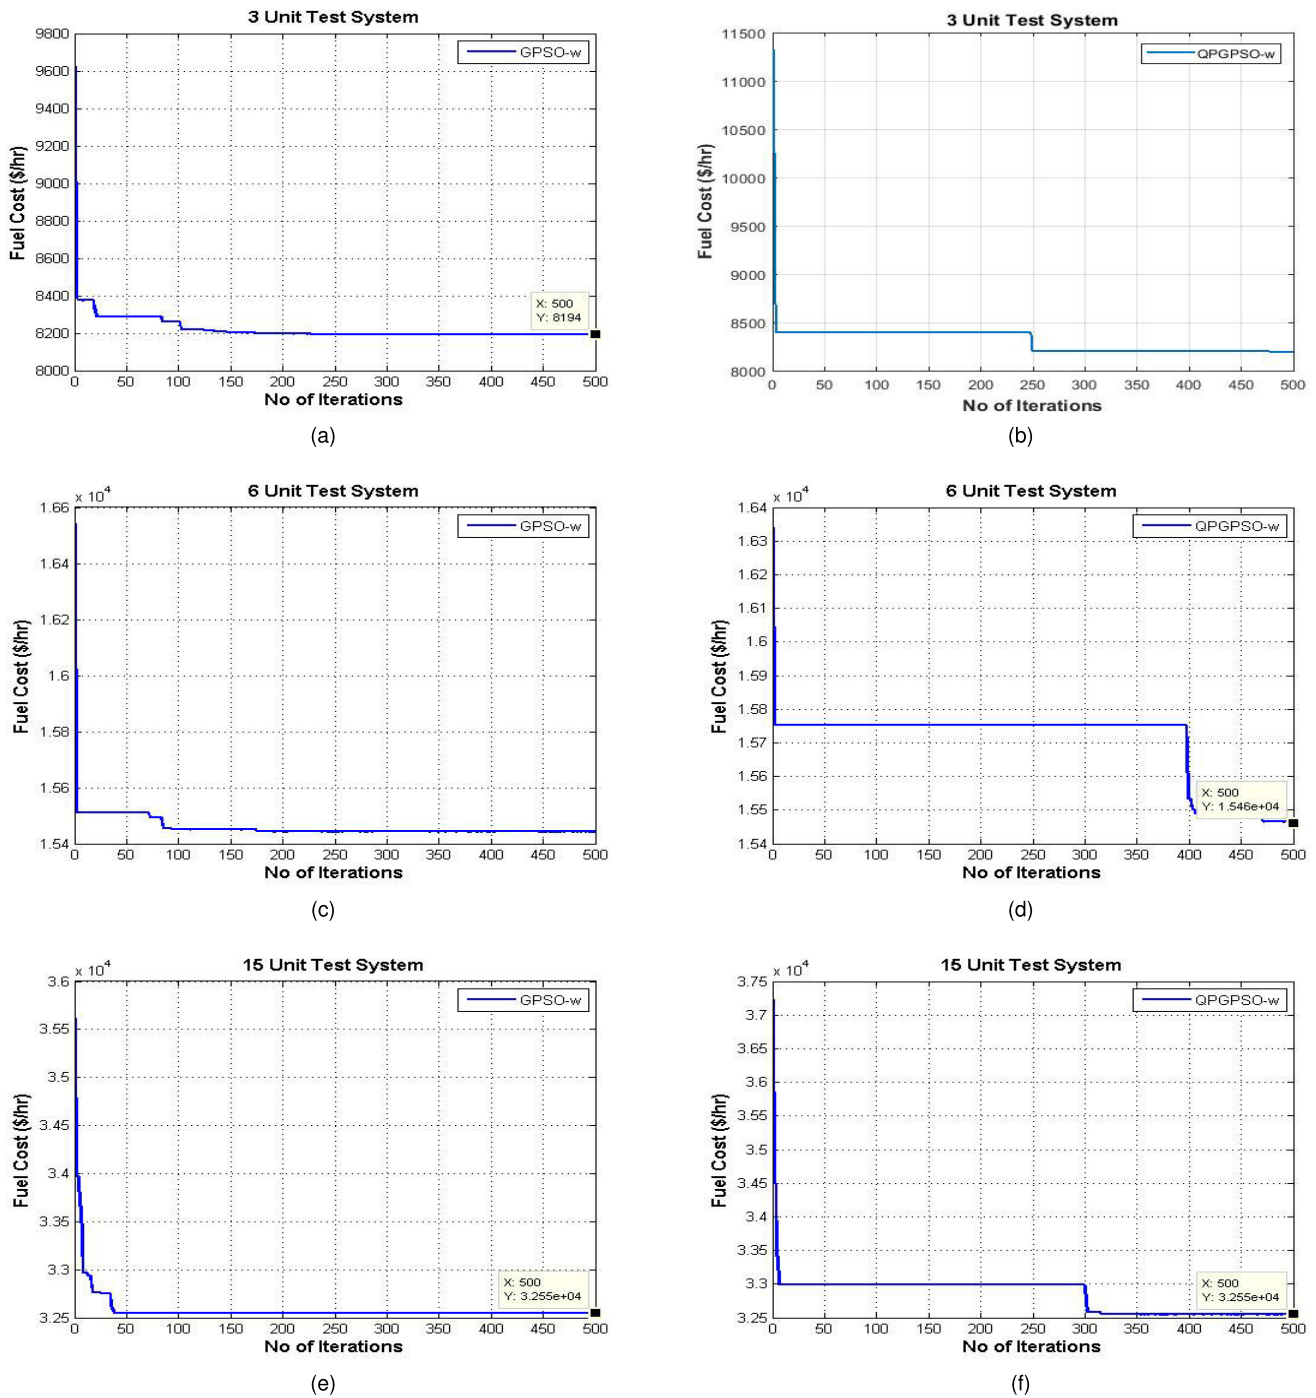 3 Unit Test System
9800
9600
9400
9200
9000
8800
8600
8400
8200
8000
Fuel Cost ($/hr)
GPSO-w
X: 500
Y: 8194
0 50 100 150 200 250 300 350 400 450 500
No of Iterations
(a)
3 Unit Test System
11500
11000
10500
10000
9500
9000
8500
8000
Fuel Cost ($/hr)
QPGPSO-w
0 50 100 150 200 250 300 350 400 450 500
No of Iterations
(b)
6 Unit Test System
x 10^4
1.66
1.64
1.62
1.6
1.58
1.56
1.54
Fuel Cost ($/hr)
GPSO-w
0 50 100 150 200 250 300 350 400 450 500
No of Iterations
(c)
6 Unit Test System
x 10^4
1.64
1.63
1.62
1.61
1.6
1.59
1.58
1.57
1.56
1.55
1.54
Fuel Cost ($/hr)
QPGPSO-w
X: 500
Y: 1.546e+04
0 50 100 150 200 250 300 350 400 450 500
No of Iterations
(d)
15 Unit Test System
x 10^4
3.6
3.55
3.5
3.45
3.4
3.35
3.3
3.25
Fuel Cost ($/hr)
GPSO-w
X: 500
Y: 3.255e+04
0 50 100 150 200 250 300 350 400 450 500
No of Iterations
(e)
15 Unit Test System
x 10^4
3.75
3.7
3.65
3.6
3.55
3.5
3.45
3.4
3.35
3.3
3.25
Fuel Cost ($/hr)
QPGPSO-w
X: 500
Y: 3.255e+04
0 50 100 150 200 250 300 350 400 450 500
No of Iterations
(f)